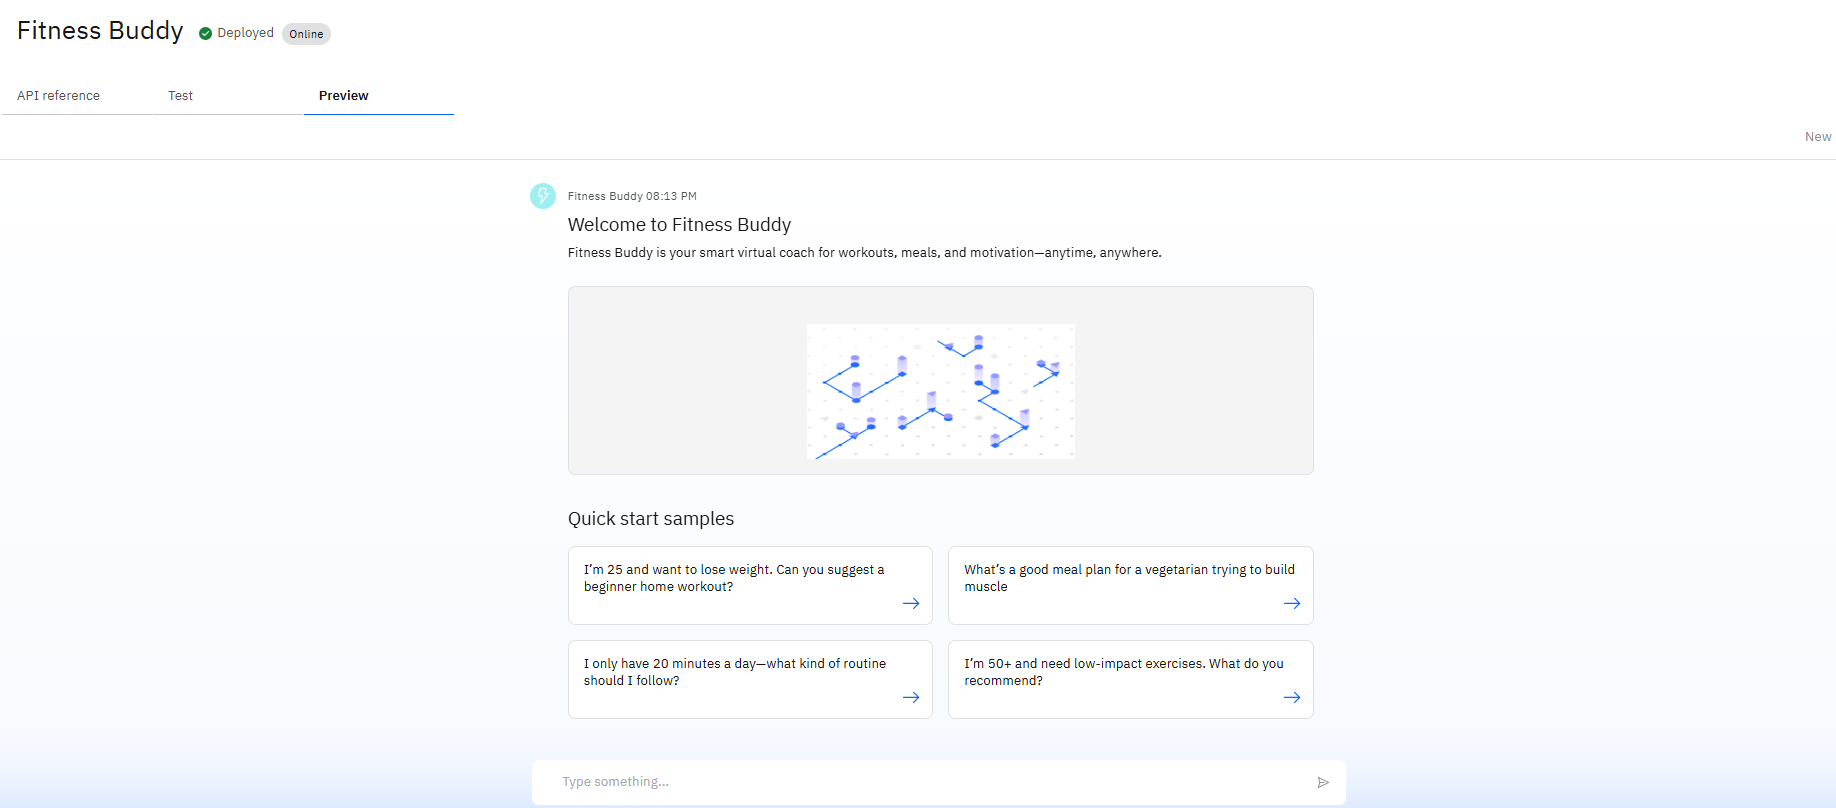 Fitness Buddy Deployed Online
API reference Test Preview
New
Fitness Buddy 08:13 PM
Welcome to Fitness Buddy
Fitness Buddy is your smart virtual coach for workouts, meals, and motivation—anytime, anywhere.
Quick start samples
I’m 25 and want to lose weight. Can you suggest a
beginner home workout?
What’s a good meal plan for a vegetarian trying to build
muscle
I only have 20 minutes a day—what kind of routine
should I follow?
I’m 50+ and need low-impact exercises. What do you
recommend?
Type something...